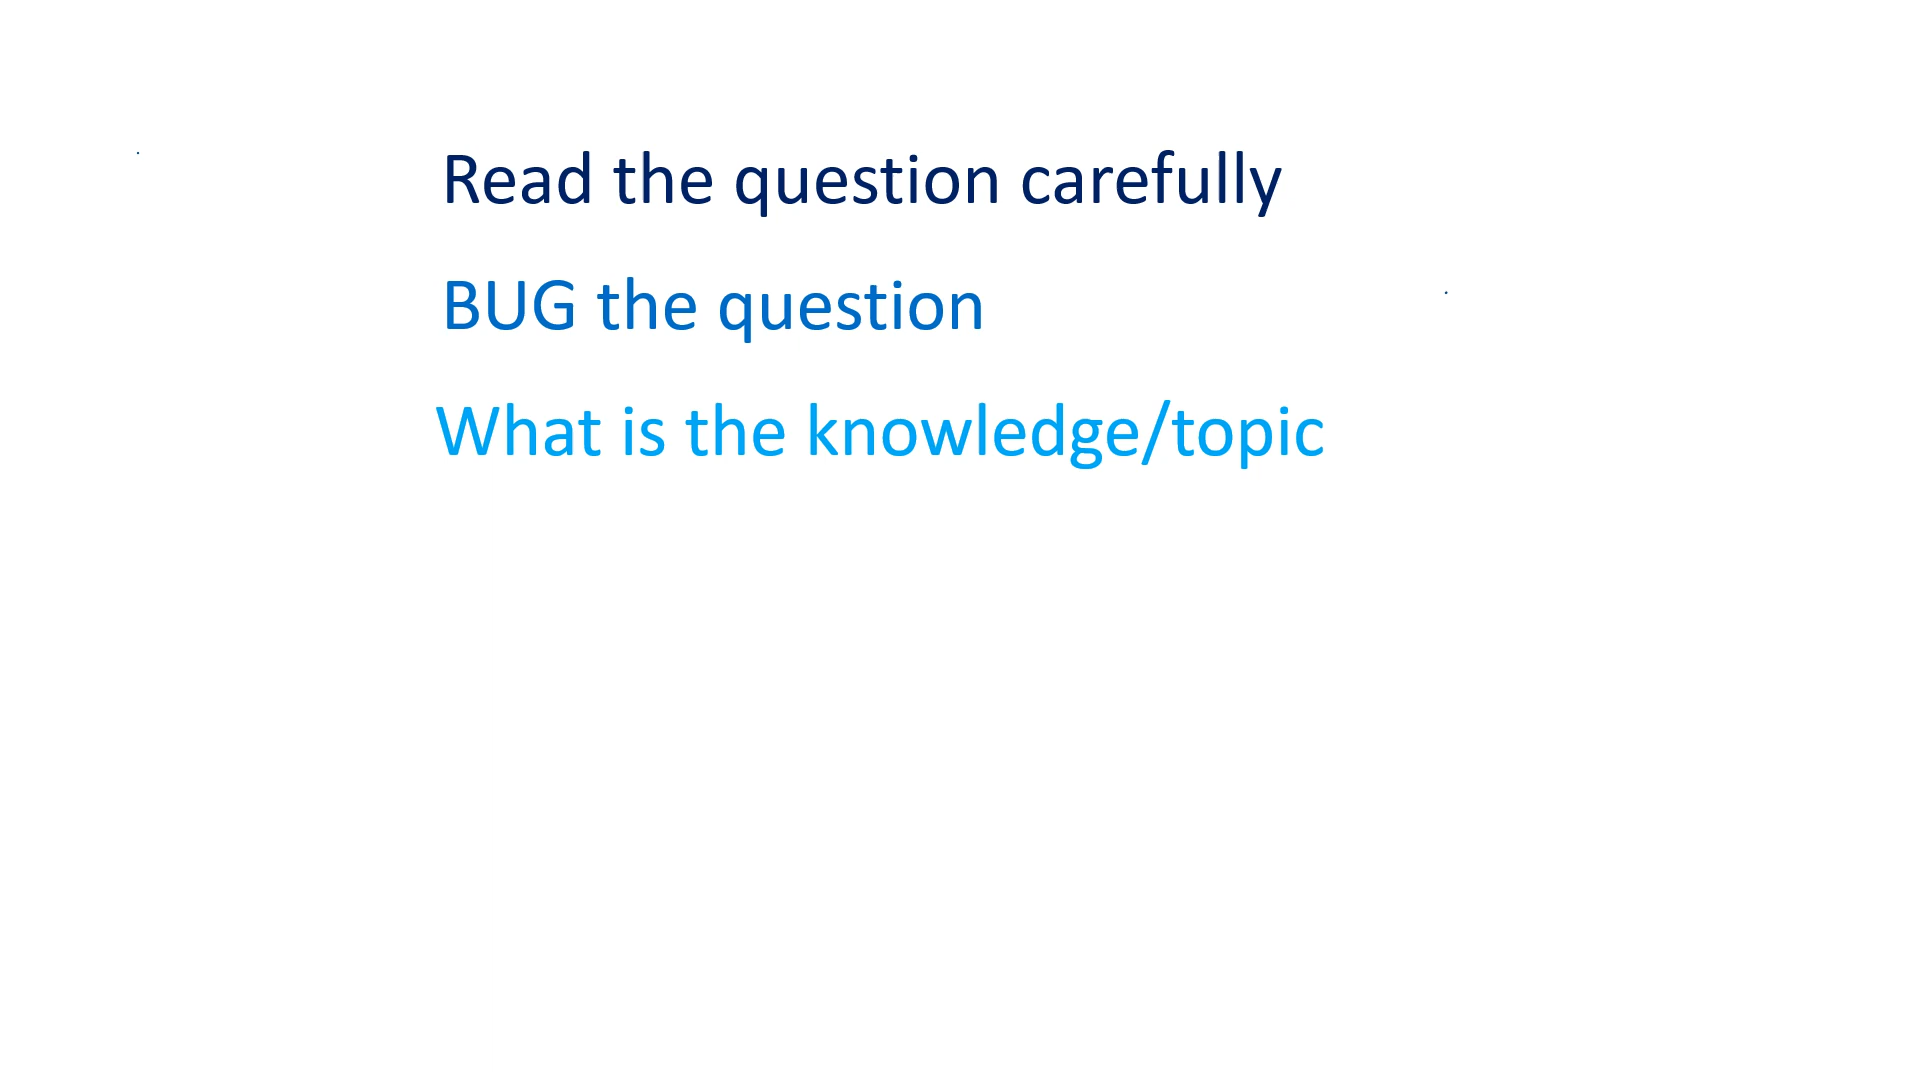 Read the question carefully
BUG the question
What is the knowledge/topic